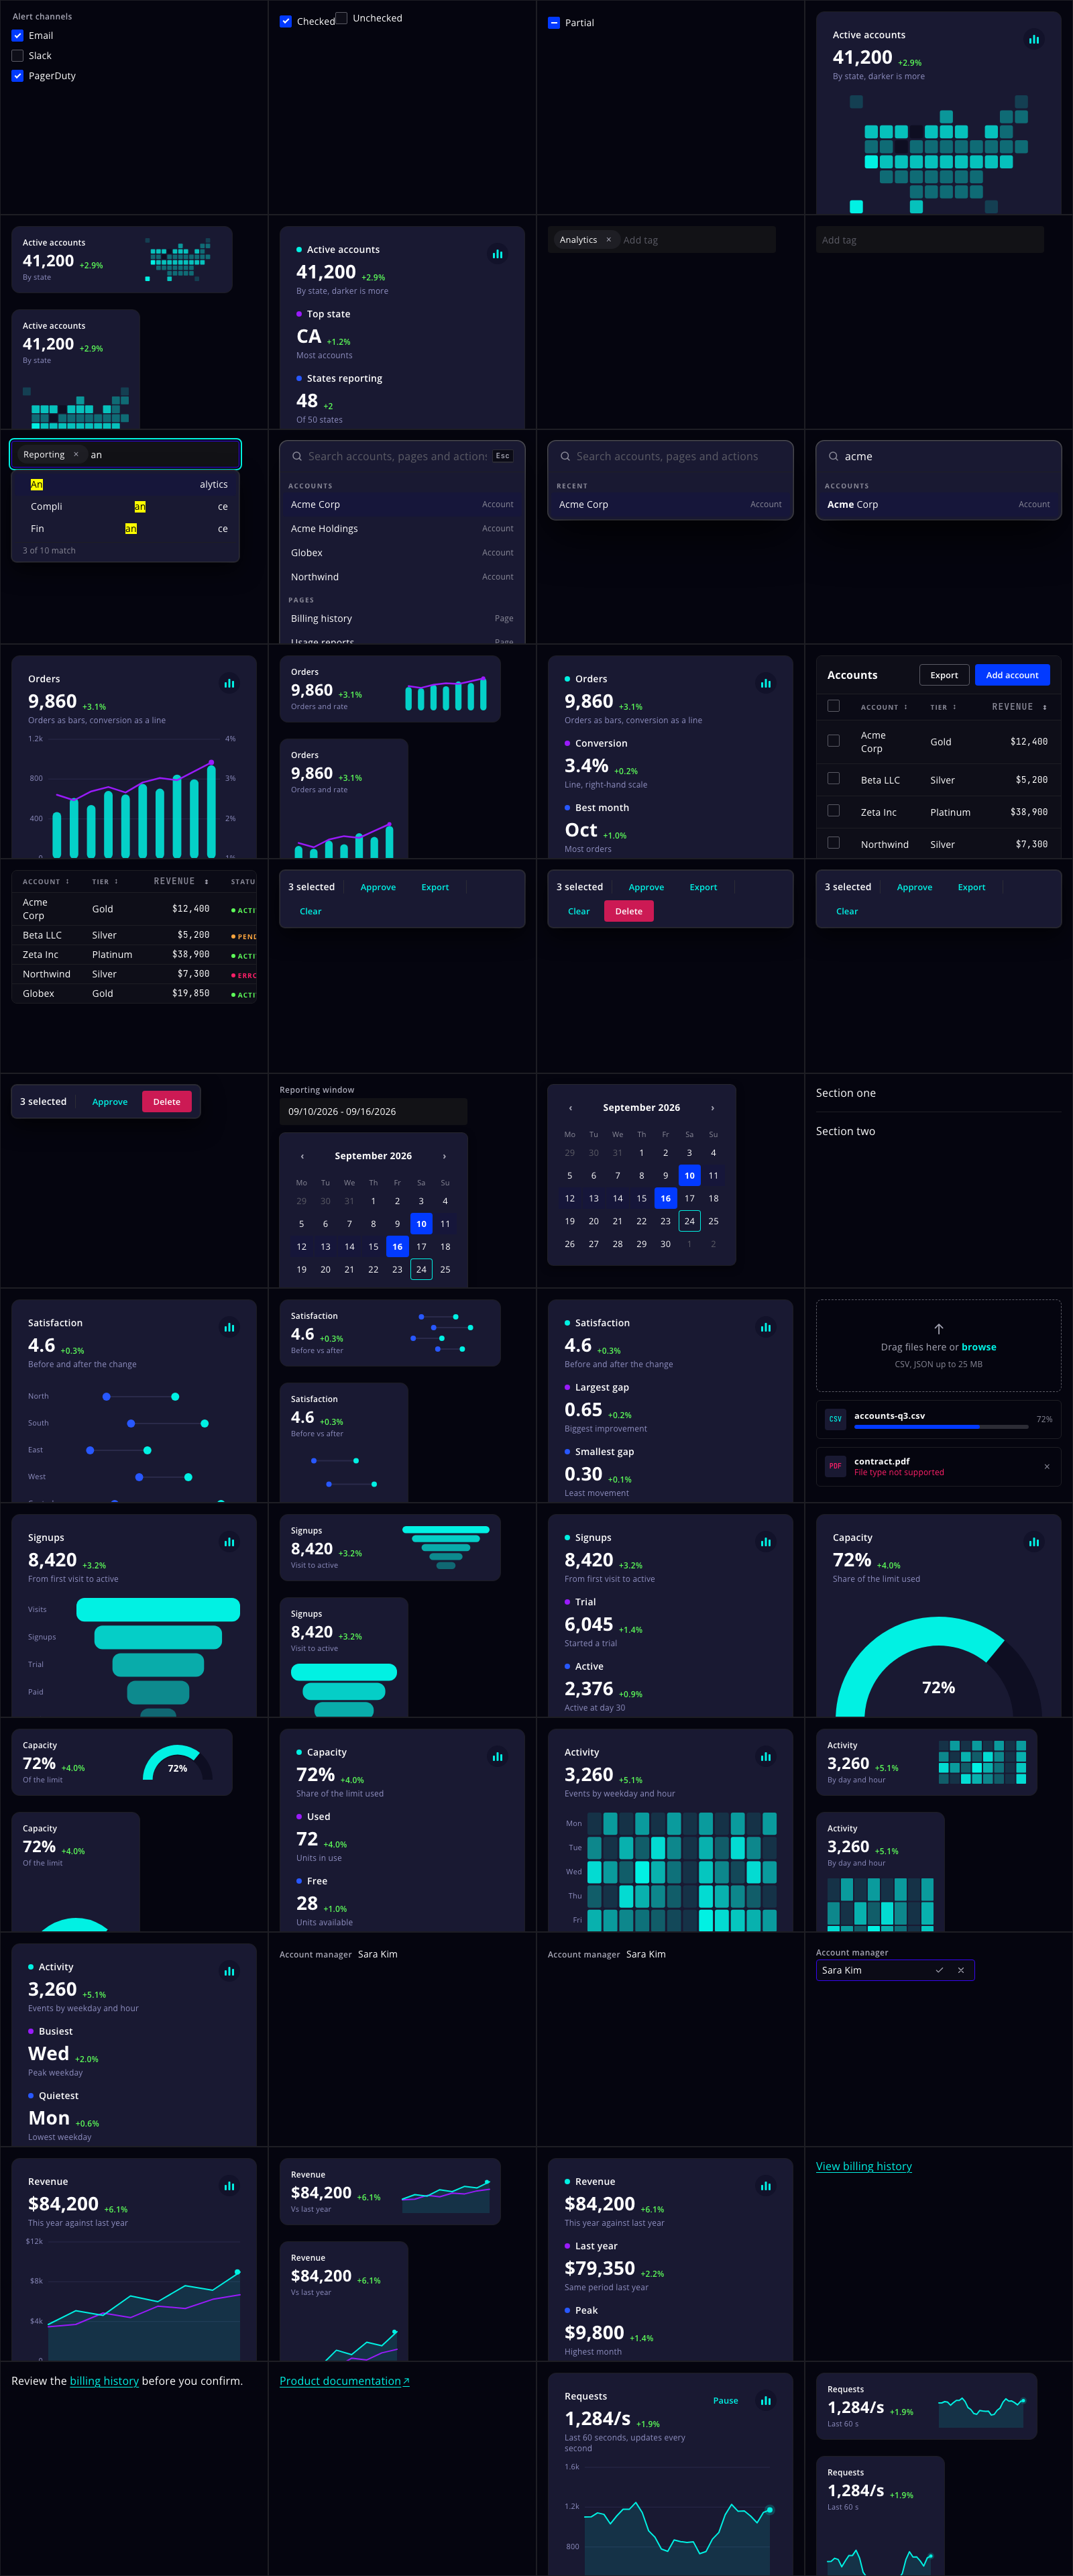 Alert channels
Email
Slack
PagerDuty
Checked
Unchecked
Partial
Active accounts
41,200 +2.9%
By state, darker is more
Active accounts
41,200 +2.9%
By state
Active accounts
41,200 +2.9%
By state
Active accounts
41,200 +2.9%
By state, darker is more
Top state
CA +1.2%
Most accounts
States reporting
48 +2
Of 50 states
Analytics × Add tag
Add tag
Reporting × an
Analytics
Compliance
Finance
3 of 10 match
Search accounts, pages and actions Esc
ACCOUNTS
Acme Corp Account
Acme Holdings Account
Globex Account
Northwind Account
PAGES
Billing history Page
Usage reports Page
Search accounts, pages and actions
RECENT
Acme Corp Account
acme
ACCOUNTS
Acme Corp Account
Orders
9,860 +3.1%
Orders as bars, conversion as a line
1.2k 4%
800 3%
400 2%
0 1%
Orders
9,860 +3.1%
Orders and rate
Orders
9,860 +3.1%
Orders and rate
Orders
9,860 +3.1%
Orders as bars, conversion as a line
Conversion
3.4% +0.2%
Line, right-hand scale
Best month
Oct +1.0%
Most orders
Accounts Export Add account
ACCOUNT TIER REVENUE
Acme Corp Gold $12,400
Beta LLC Silver $5,200
Zeta Inc Platinum $38,900
Northwind Silver $7,300
ACCOUNT TIER REVENUE STATU
Acme Corp Gold $12,400 ACTI
Beta LLC Silver $5,200 PEND
Zeta Inc Platinum $38,900 ACTI
Northwind Silver $7,300 ERRO
Globex Gold $19,850 ACTI
3 selected Approve Export
Clear
3 selected Approve Export
Clear Delete
3 selected Approve Export
Clear
3 selected Approve Delete
Reporting window
09/10/2026 - 09/16/2026
‹ September 2026 ›
Mo Tu We Th Fr Sa Su
29 30 31 1 2 3 4
5 6 7 8 9 10 11
12 13 14 15 16 17 18
19 20 21 22 23 24 25
‹ September 2026 ›
Mo Tu We Th Fr Sa Su
29 30 31 1 2 3 4
5 6 7 8 9 10 11
12 13 14 15 16 17 18
19 20 21 22 23 24 25
26 27 28 29 30 1 2
Section one
Section two
Satisfaction
4.6 +0.3%
Before and after the change
North
South
East
West
Satisfaction
4.6 +0.3%
Before vs after
Satisfaction
4.6 +0.3%
Before vs after
Satisfaction
4.6 +0.3%
Before and after the change
Largest gap
0.65 +0.2%
Biggest improvement
Smallest gap
0.30 +0.1%
Least movement
Drag files here or browse
CSV, JSON up to 25 MB
CSV accounts-q3.csv 72%
PDF contract.pdf ×
File type not supported
Signups
8,420 +3.2%
From first visit to active
Visits
Signups
Trial
Paid
Signups
8,420 +3.2%
Visit to active
Signups
8,420 +3.2%
Visit to active
Signups
8,420 +3.2%
From first visit to active
Trial
6,045 +1.4%
Started a trial
Active
2,376 +0.9%
Active at day 30
Capacity
72% +4.0%
Share of the limit used
72%
Capacity
72% +4.0%
Of the limit
72%
Capacity
72% +4.0%
Of the limit
Capacity
72% +4.0%
Share of the limit used
Used
72 +4.0%
Units in use
Free
28 +1.0%
Units available
Activity
3,260 +5.1%
Events by weekday and hour
Mon
Tue
Wed
Thu
Fri
Activity
3,260 +5.1%
By day and hour
Activity
3,260 +5.1%
By day and hour
Activity
3,260 +5.1%
Events by weekday and hour
Busiest
Wed +2.0%
Peak weekday
Quietest
Mon +0.6%
Lowest weekday
Account manager Sara Kim
Account manager Sara Kim
Account manager
Sara Kim
Revenue
$84,200 +6.1%
This year against last year
$12k
$8k
$4k
0
Revenue
$84,200 +6.1%
Vs last year
Revenue
$84,200 +6.1%
Vs last year
Revenue
$84,200 +6.1%
This year against last year
Last year
$79,350 +2.2%
Same period last year
Peak
$9,800 +1.4%
Highest month
View billing history
Review the billing history before you confirm.
Product documentation
Requests Pause
1,284/s +1.9%
Last 60 seconds, updates every
second
1.6k
1.2k
800
Requests
1,284/s +1.9%
Last 60 s
Requests
1,284/s +1.9%
Last 60 s